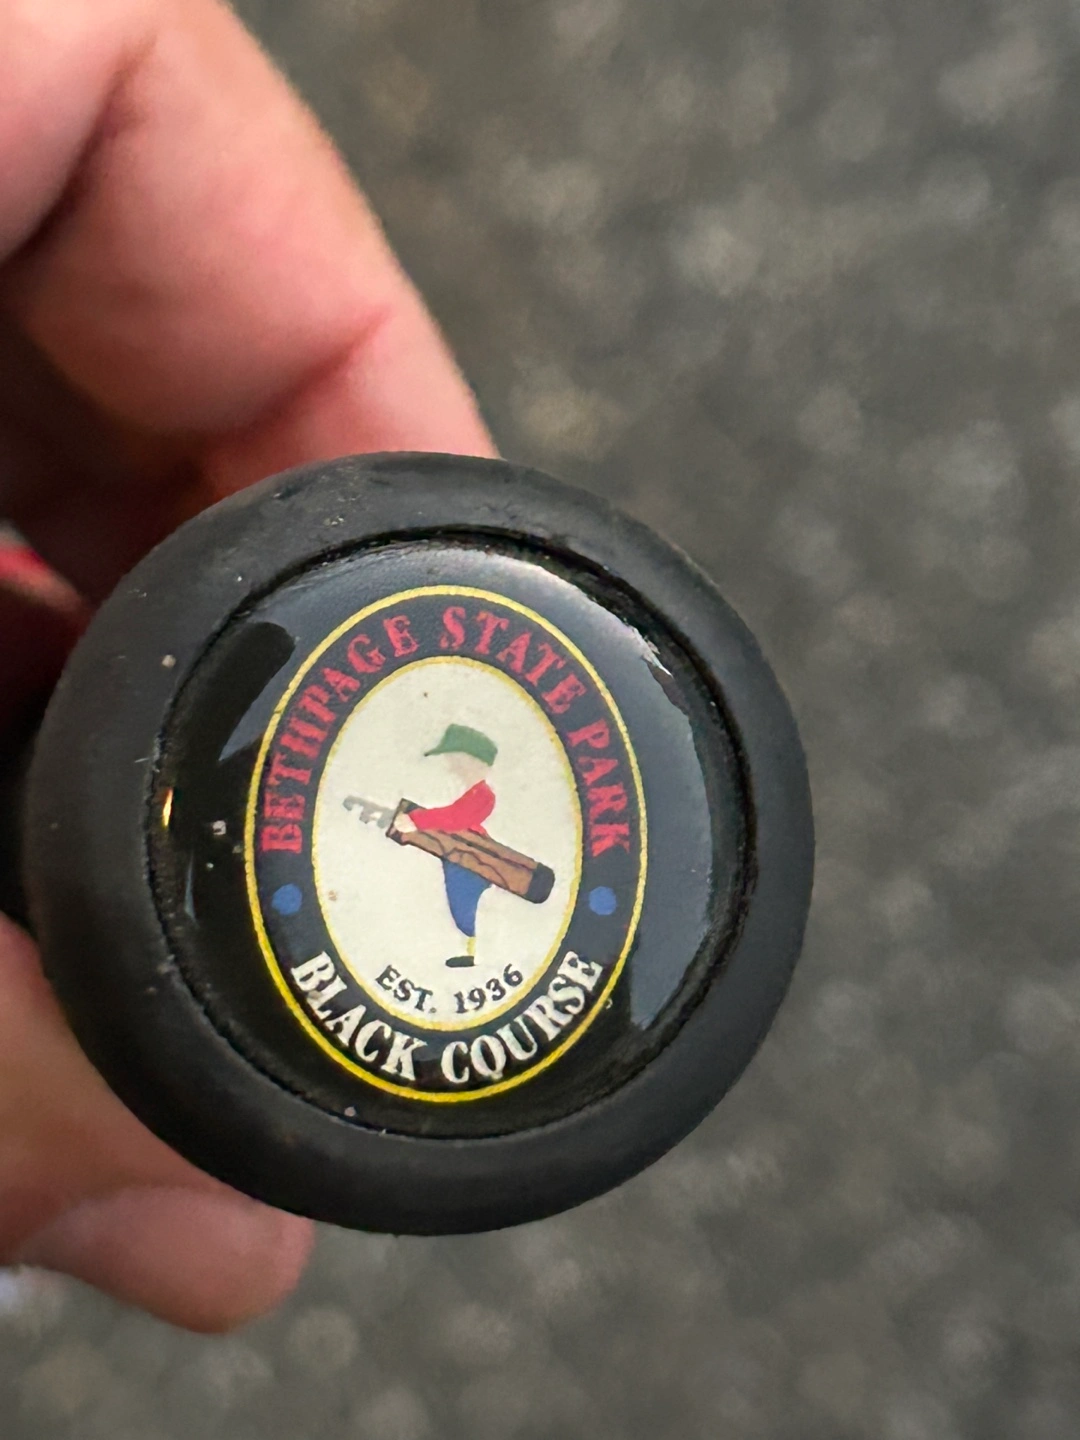 BETHPAGE STATE PARK
EST. 1936
BLACK COURSE